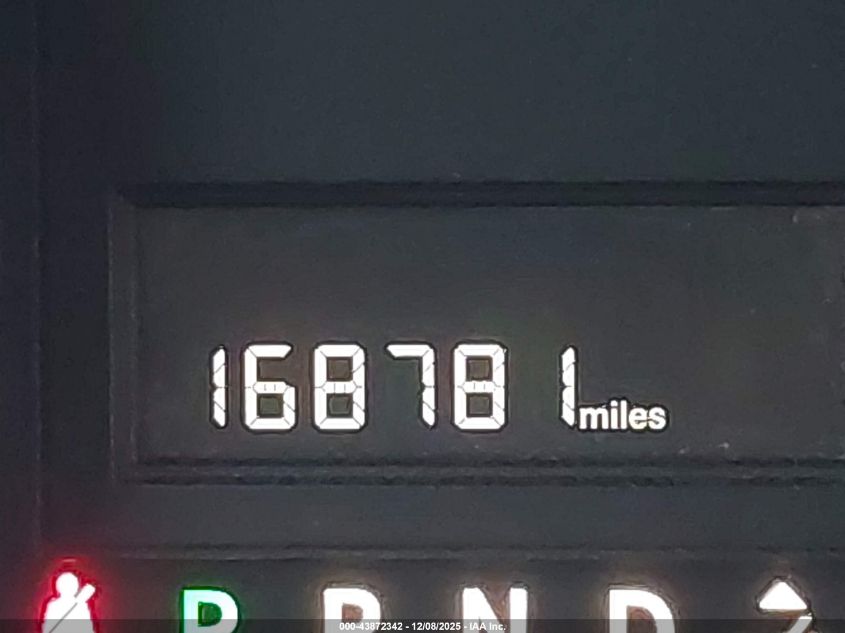 168781 miles
P R N D
000-43872342 - 12/08/2025 - IAA Inc.